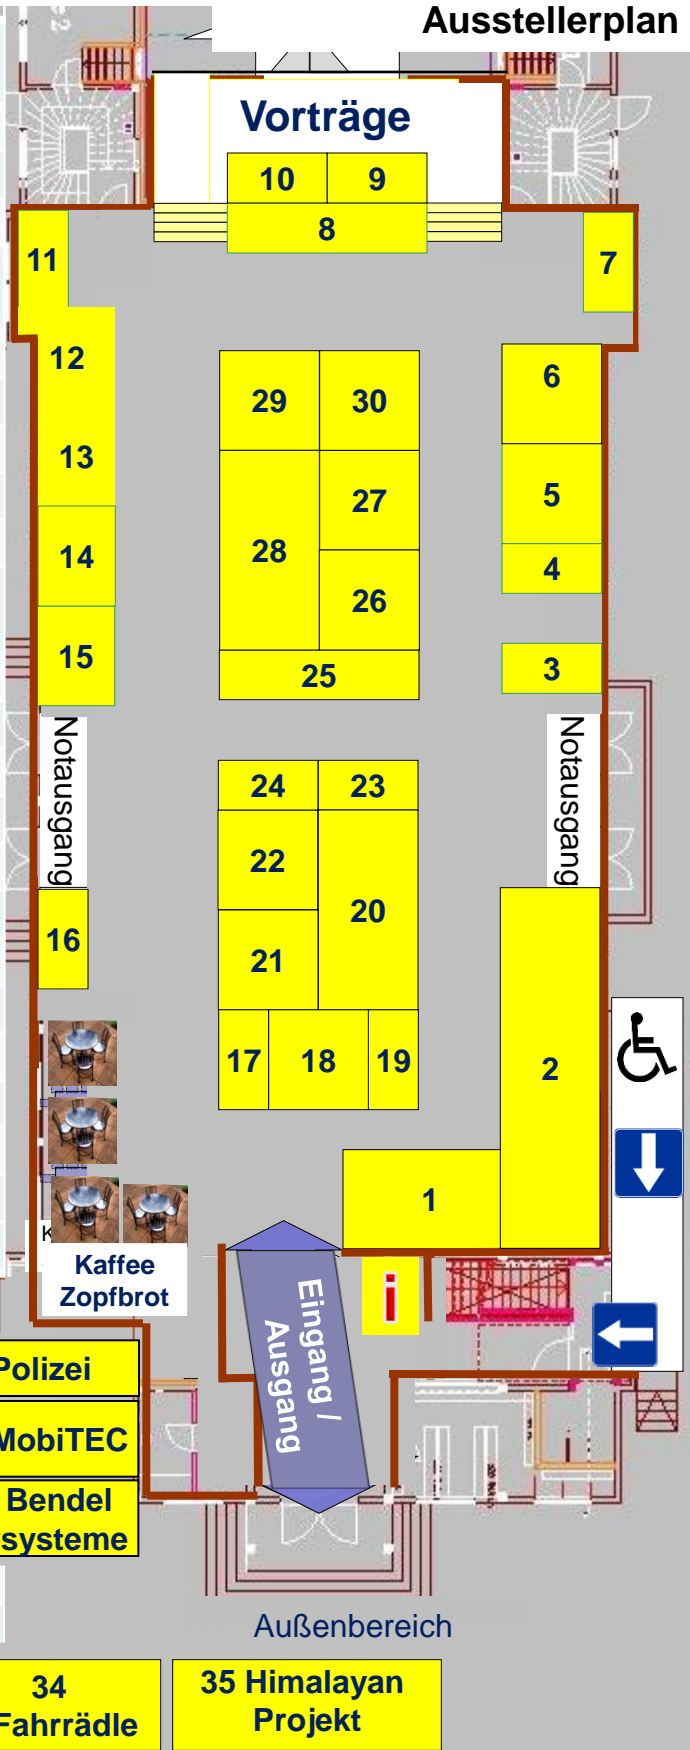 Ausstellerplan
Vorträge
10 9
8
11 7
12
13
14
15
29 30
28 27
26
25
6
5
4
3
Notausgang
Notausgang
24 23
22
20
21
17 18 19
16
2
1
Kaffee
Zopfbrot
i
Eingang /
Ausgang
Polizei
MobiTEC
Bendel
systeme
Außenbereich
34
Fahrrädle
35 Himalayan
Projekt